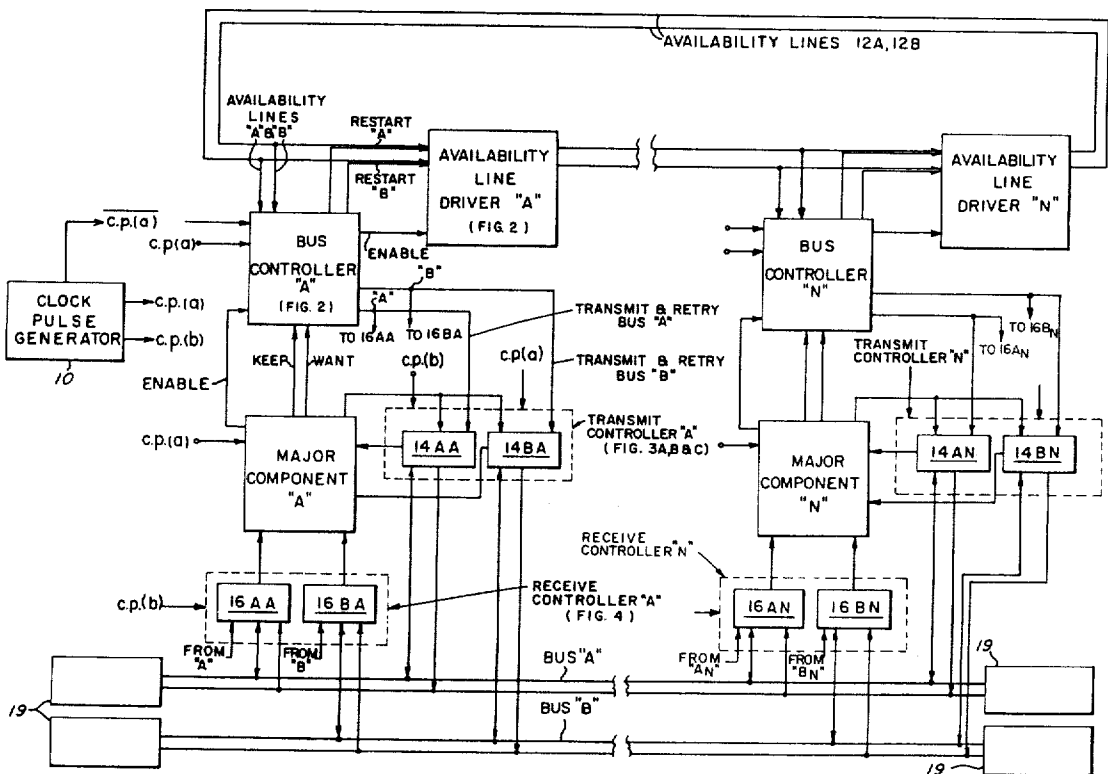 AVAILABILITY LINES 12A, 12B
AVAILABILITY
LINES
"A"&"B"
RESTART
"A"
RESTART
"B"
AVAILABILITY
LINE
DRIVER "A"
(FIG. 2)
AVAILABILITY
LINE
DRIVER "N"
c.p.(a)
c.p.(a)
BUS
CONTROLLER
"A"
(FIG. 2)
ENABLE
"B"
"A"
TO 16AA
TO 16BA
BUS
CONTROLLER
"N"
CLOCK
PULSE
GENERATOR
10
c.p.(a)
c.p.(b)
TRANSMIT & RETRY
BUS "A"
TRANSMIT & RETRY
BUS "B"
TO 16BN
TO 16AN
TRANSMIT
CONTROLLER "N"
ENABLE
KEEP
WANT
c.p.(b)
c.p.(a)
c.p.(a)
MAJOR
COMPONENT
"A"
14AA
14BA
TRANSMIT
CONTROLLER "A"
(FIG. 3A,B & C)
MAJOR
COMPONENT
"N"
14AN
14BN
RECEIVE
CONTROLLER "N"
c.p.(b)
16AA
16BA
RECEIVE
CONTROLLER "A"
(FIG. 4)
16AN
16BN
FROM
"A"
FROM
"B"
FROM
"AN"
FROM
"BN"
BUS "A"
BUS "B"
19
19
19